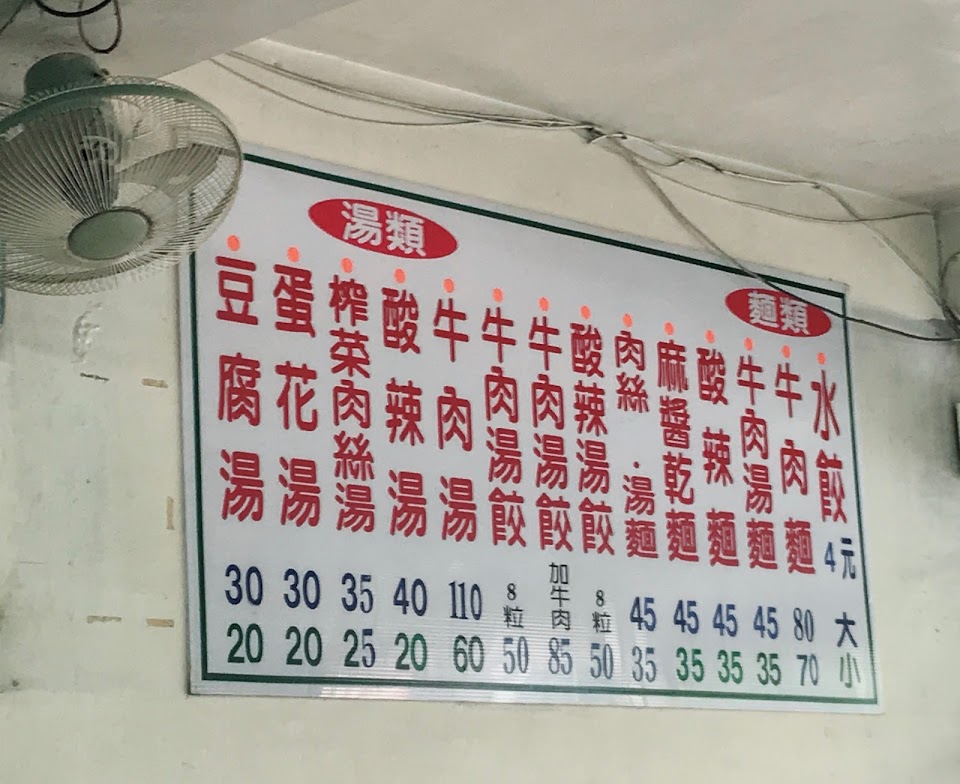 麵類
水餃 4元 大 小
牛肉麵 80 70
牛肉湯麵 45 35
酸辣麵 45 35
麻醬乾麵 45 35
肉絲.湯麵 45 35
酸辣湯餃 8粒 50
牛肉湯餃 加牛肉 85
牛肉湯餃 8粒 50
湯類
牛肉湯 110 60
酸辣湯 40 20
榨菜肉絲湯 35 25
蛋花湯 30 20
豆腐湯 30 20